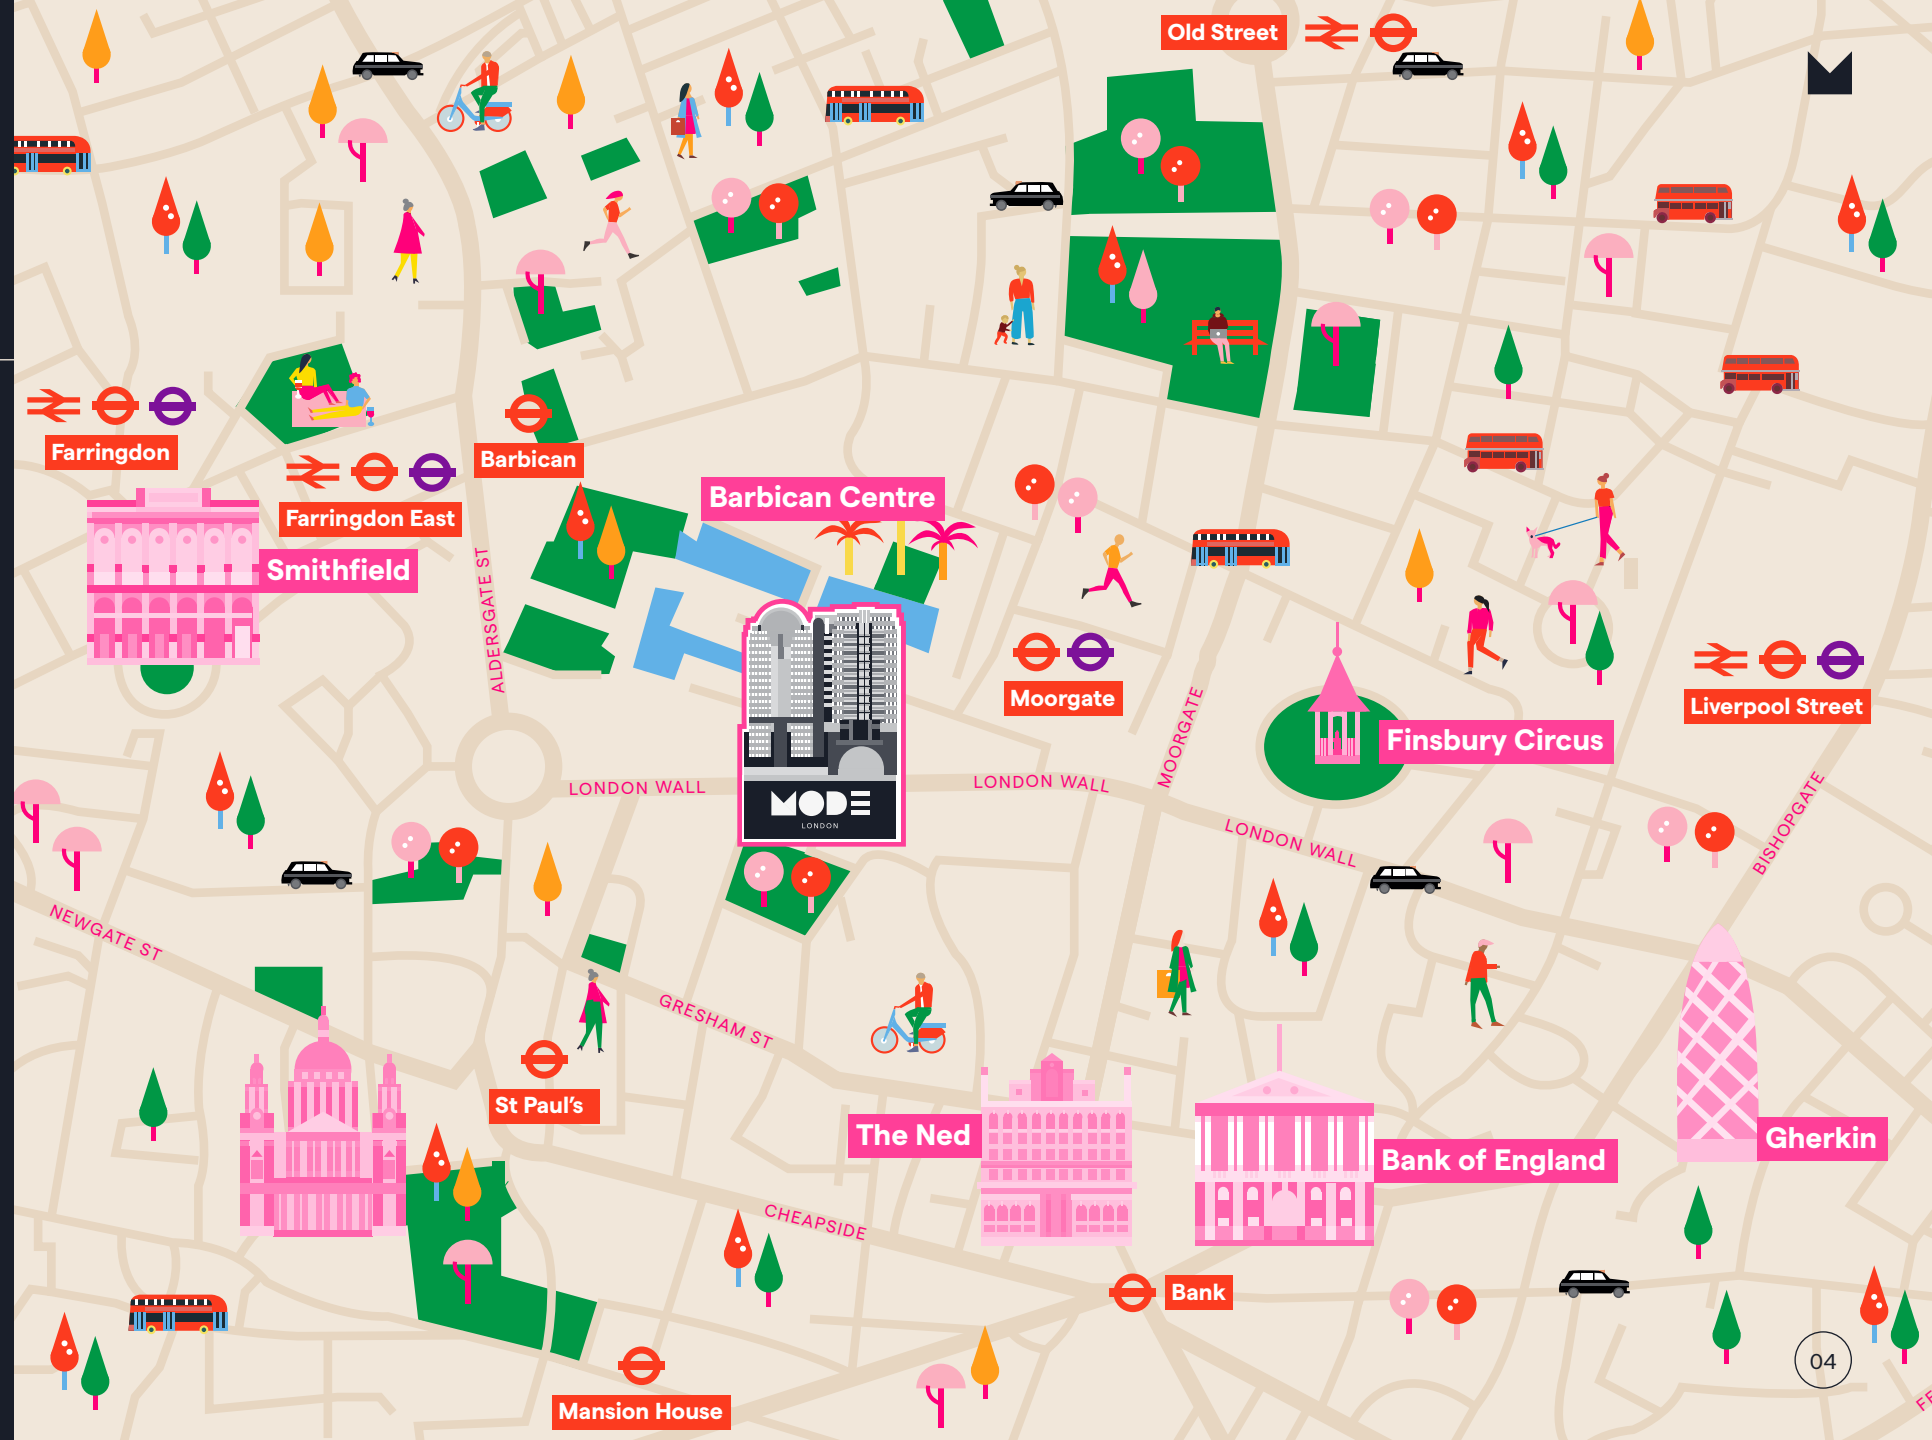 Old Street
Farringdon
Barbican
Farringdon East
Barbican Centre
Smithfield
ALDERSGATE ST
Moorgate
Liverpool Street
MOORGATE
Finsbury Circus
LONDON WALL
LONDON WALL
MODE
LONDON
LONDON WALL
BISHOPGATE
NEWGATE ST
GRESHAM ST
St Paul's
The Ned
Bank of England
Gherkin
CHEAPSIDE
Bank
04
Mansion House